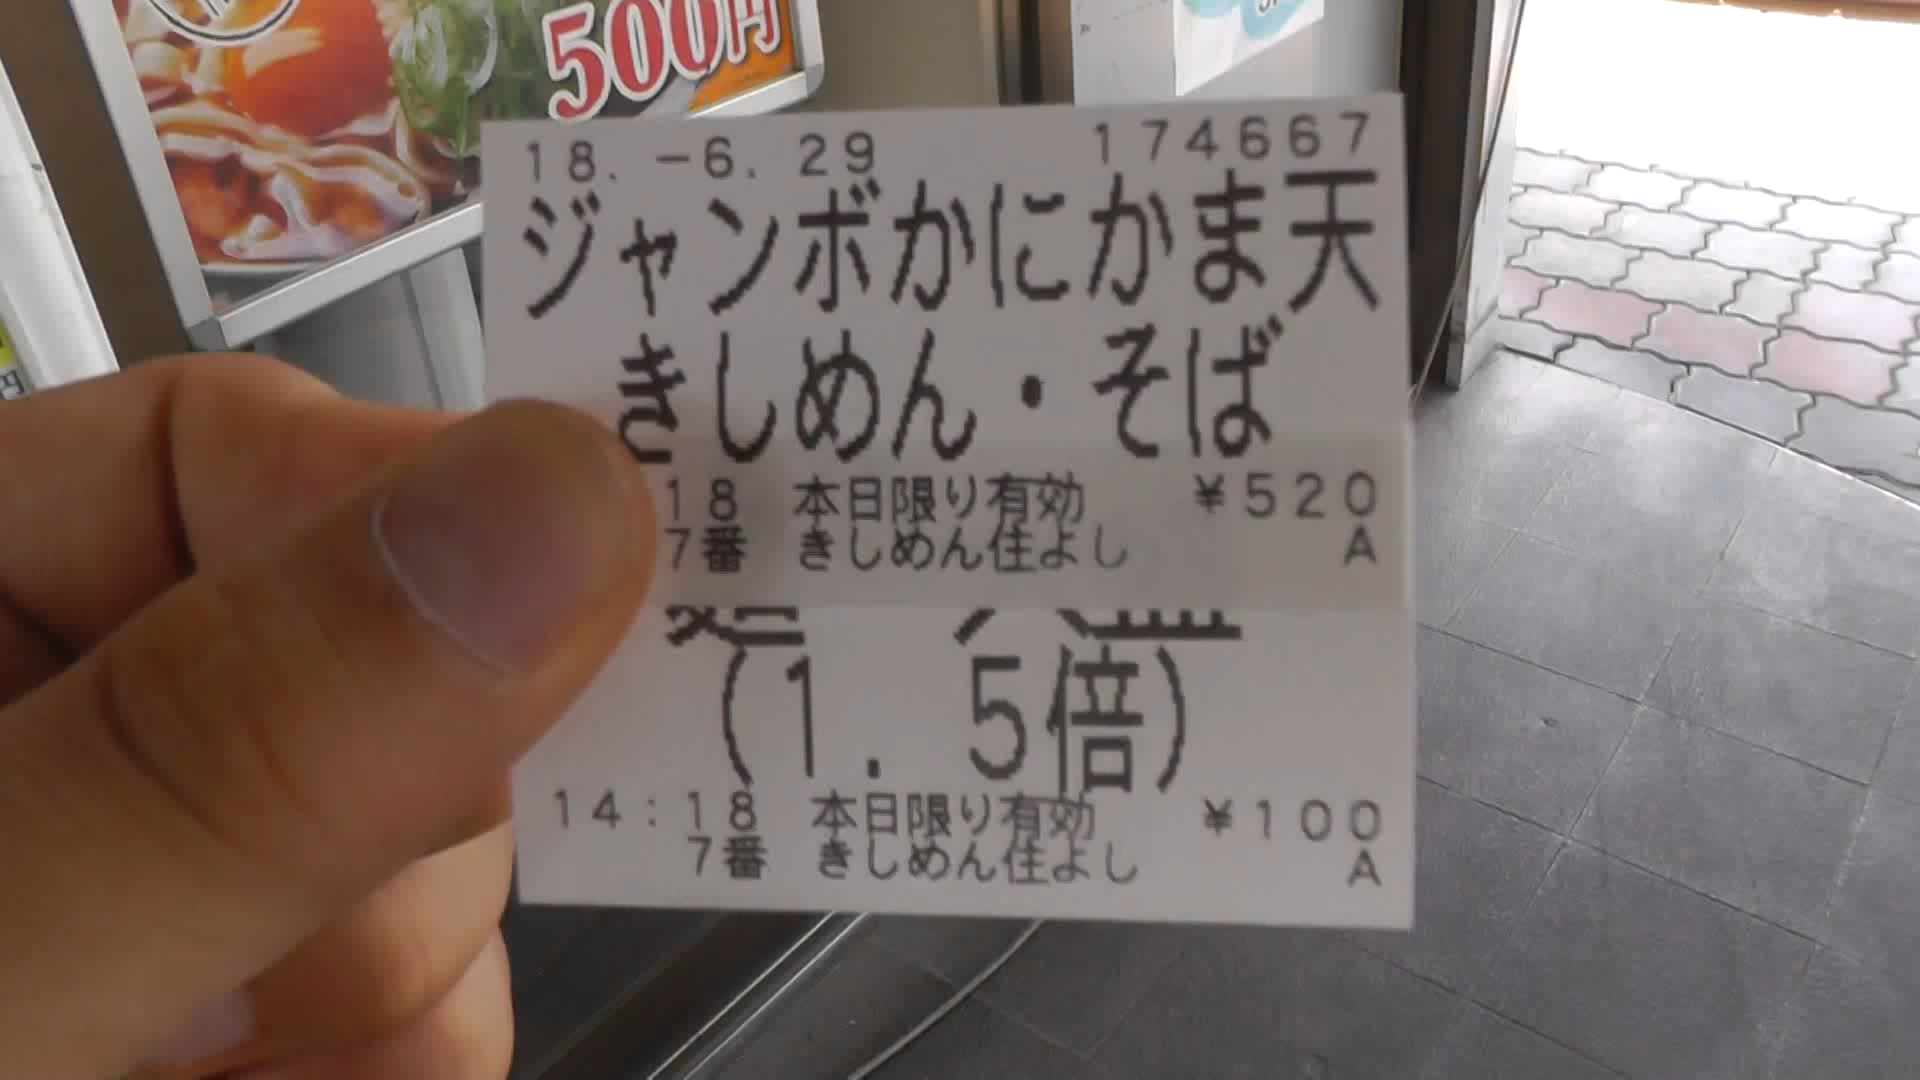 500円
18.-6.29 174667
ジャンボかにかま天
きしめん・そば
18 本日限り有効 ¥520
7番 きしめん住よし A
(1.5倍)
14:18 本日限り有効 ¥100
7番 きしめん住よし A